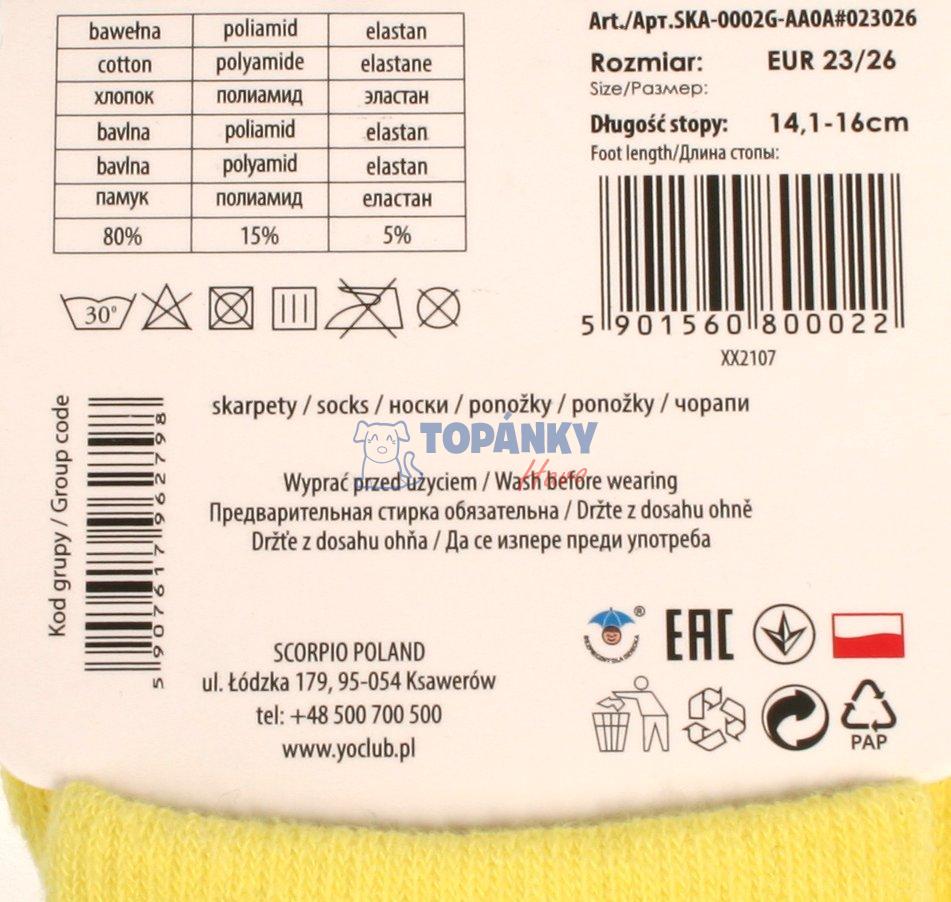 bawełna poliamid elastan
cotton polyamide elastane
хлопок полиамид эластан
bavlna poliamid elastan
bavlna polyamid elastan
памук полиамид еластан
80% 15% 5%
Art./Арт.SKA-0002G-AA0A#023026
Rozmiar: EUR 23/26
Size/Размер:
Długość stopy: 14,1-16cm
Foot length/Длина стопы:
5 901560 800022
XX2107
30°
Kod grupy / Group code
5907617962798
skarpety / socks / носки / ponožky / ponožky / чорапи
TOPÁNKY
Hava
Wyprać przed użyciem / Wash before wearing
Предварительная стирка обязательна / Držte z dosahu ohně
Držťe z dosahu ohňa / Да се изпере преди употреба
SCORPIO POLAND
ul. Łódzka 179, 95-054 Ksawerów
tel: +48 500 700 500
www.yoclub.pl
®
EAC
PAP